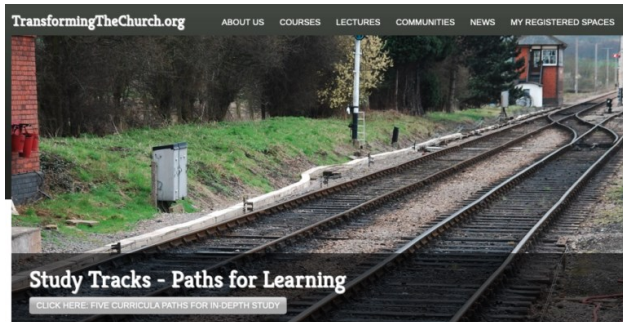 TransformingTheChurch.org
ABOUT US COURSES LECTURES COMMUNITIES NEWS MY REGISTERED SPACES
Study Tracks - Paths for Learning
CLICK HERE: FIVE CURRICULA PATHS FOR IN-DEPTH STUDY